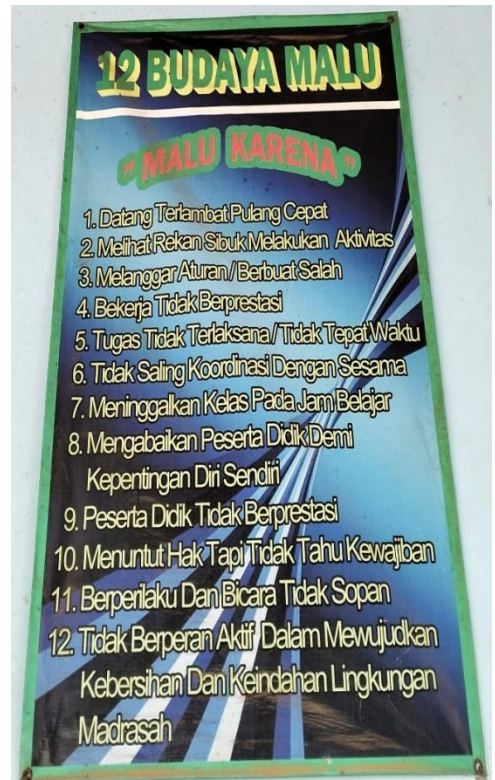 12 BUDAYA MALU
" MALU KARENA "
1. Datang Terlambat Pulang Cepat
2. Melihat Rekan Sibuk Melakukan Aktivitas
3. Melanggar Aturan / Berbuat Salah
4. Bekerja Tidak Berprestasi
5. Tugas Tidak Terlaksana / Tidak Tepat Waktu
6. Tidak Saling Koordinasi Dengan Sesama
7. Meninggalkan Kelas Pada Jam Belajar
8. Mengabaikan Peserta Didik Demi
Kepentingan Diri Sendiri
9. Peserta Didik Tidak Berprestasi
10. Menuntut Hak Tapi Tidak Tahu Kewajiban
11. Berperilaku Dan Bicara Tidak Sopan
12. Tidak Berperan Aktif Dalam Mewujudkan
Kebersihan Dan Keindahan Lingkungan
Madrasah